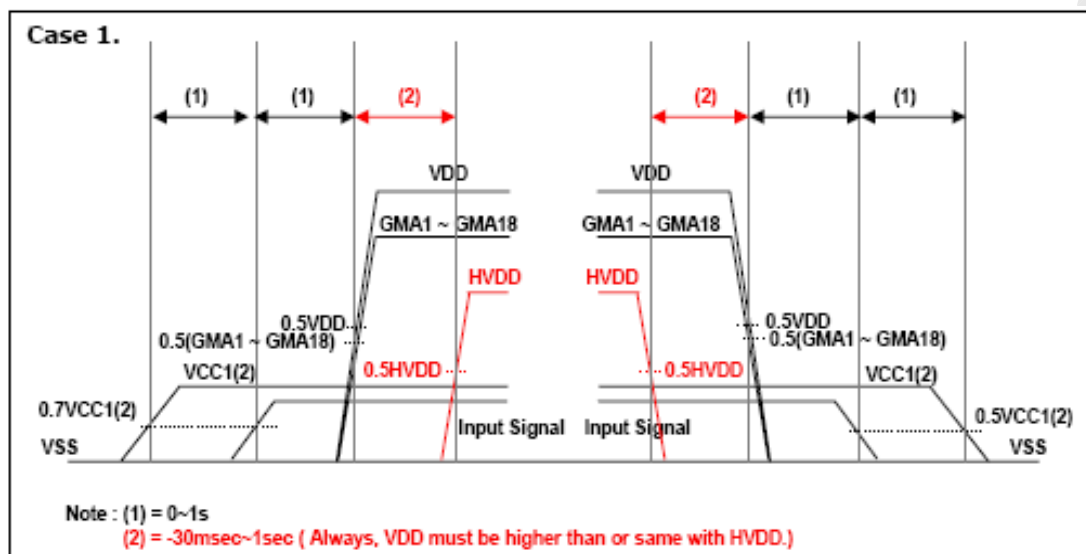 Case 1.
(1) (1) (2) (2) (1) (1)
VDD VDD
GMA1 ~ GMA18 GMA1 ~ GMA18
HVDD HVDD
0.5VDD 0.5VDD
0.5(GMA1 ~ GMA18) 0.5(GMA1 ~ GMA18)
VCC1(2) 0.5HVDD 0.5HVDD VCC1(2)
0.7VCC1(2) Input Signal Input Signal 0.5VCC1(2)
VSS VSS
Note : (1) = 0~1s
(2) = -30msec~1sec ( Always, VDD must be higher than or same with HVDD.)